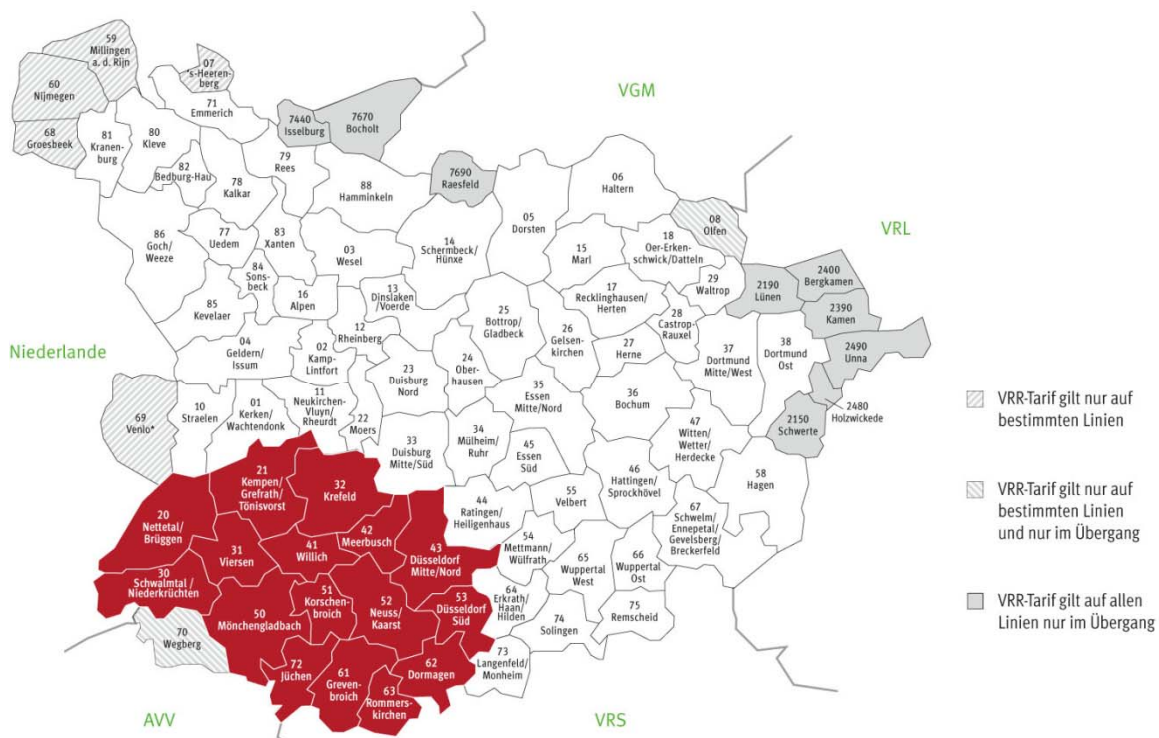 59
Millingen
a. d. Rijn
07
's-Heeren-
berg
60
Nijmegen
71
Emmerich
VGM
7440
Isselburg
7670
Bocholt
68
Groesbeek
81
Kranen-
burg
80
Kleve
82
Bedburg-Hau
79
Rees
7690
Raesfeld
06
Haltern
78
Kalkar
88
Hamminkeln
05
Dorsten
08
Olfen
VRL
86
Goch/
Weeze
77
Uedem
83
Xanten
03
Wesel
14
Schermbeck/
Hünxe
15
Marl
18
Oer-Erken-
schwick/Datteln
29
Waltrop
2190
Lünen
2400
Bergkamen
84
Sons-
beck
16
Alpen
13
Dinslaken/
Voerde
17
Recklinghausen/
Herten
2390
Kamen
85
Kevelaer
25
Bottrop/
Gladbeck
28
Castrop-
Rauxel
2490
Unna
Niederlande
04
Geldern/
Issum
02
Kamp-
Lintfort
12
Rheinberg
26
Gelsen-
kirchen
27
Herne
37
Dortmund
Mitte/West
38
Dortmund
Ost
23
Duisburg
Nord
24
Ober-
hausen
35
Essen
Mitte/Nord
36
Bochum
69
Venlo*
10
Straelen
01
Kerken/
Wachtendonk
11
Neukirchen-
Vluyn/
Rheurdt
22
Moers
2150
Schwerte
2480
Holzwickede
33
Duisburg
Mitte/Süd
34
Mülheim/
Ruhr
45
Essen
Süd
47
Witten/
Wetter/
Herdecke
21
Kempen/
Grefrath/
Tönisvorst
32
Krefeld
46
Hattingen/
Sprockhövel
58
Hagen
20
Nettetal/
Brüggen
44
Ratingen/
Heiligenhaus
55
Velbert
67
Schwelm/
Ennepetal/
Gevelsberg/
Breckerfeld
31
Viersen
41
Willich
42
Meerbusch
43
Düsseldorf
Mitte/Nord
54
Mettmann/
Wülfrath
65
Wuppertal
West
66
Wuppertal
Ost
30
Schwalmtal/
Niederkrüchten
51
Korschen-
broich
52
Neuss/
Kaarst
53
Düsseldorf
Süd
64
Erkrath/
Haan/
Hilden
50
Mönchengladbach
74
Solingen
75
Remscheid
70
Wegberg
72
Jüchen
61
Greven-
broich
62
Dormagen
73
Langenfeld/
Monheim
63
Rommers-
kirchen
AVV
VRS
VRR-Tarif gilt nur auf
bestimmten Linien
VRR-Tarif gilt nur auf
bestimmten Linien
und nur im Übergang
VRR-Tarif gilt auf allen
Linien nur im Übergang